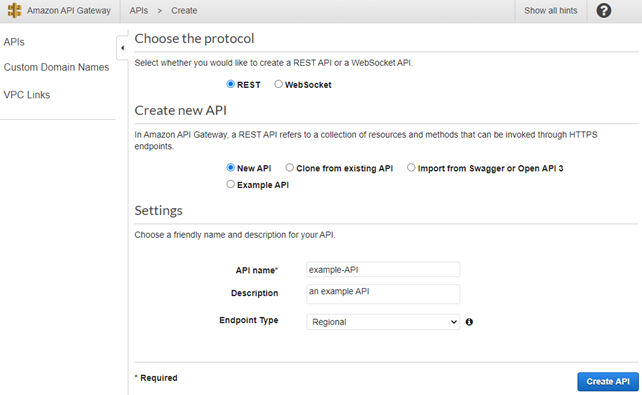 Amazon API Gateway APIs > Create Show all hints ?
APIs
Custom Domain Names
VPC Links
Choose the protocol
Select whether you would like to create a REST API or a WebSocket API.
REST WebSocket
Create new API
In Amazon API Gateway, a REST API refers to a collection of resources and methods that can be invoked through HTTPS
endpoints.
New API Clone from existing API Import from Swagger or Open API 3
Example API
Settings
Choose a friendly name and description for your API.
API name* example-API
Description an example API
Endpoint Type Regional
* Required
Create API